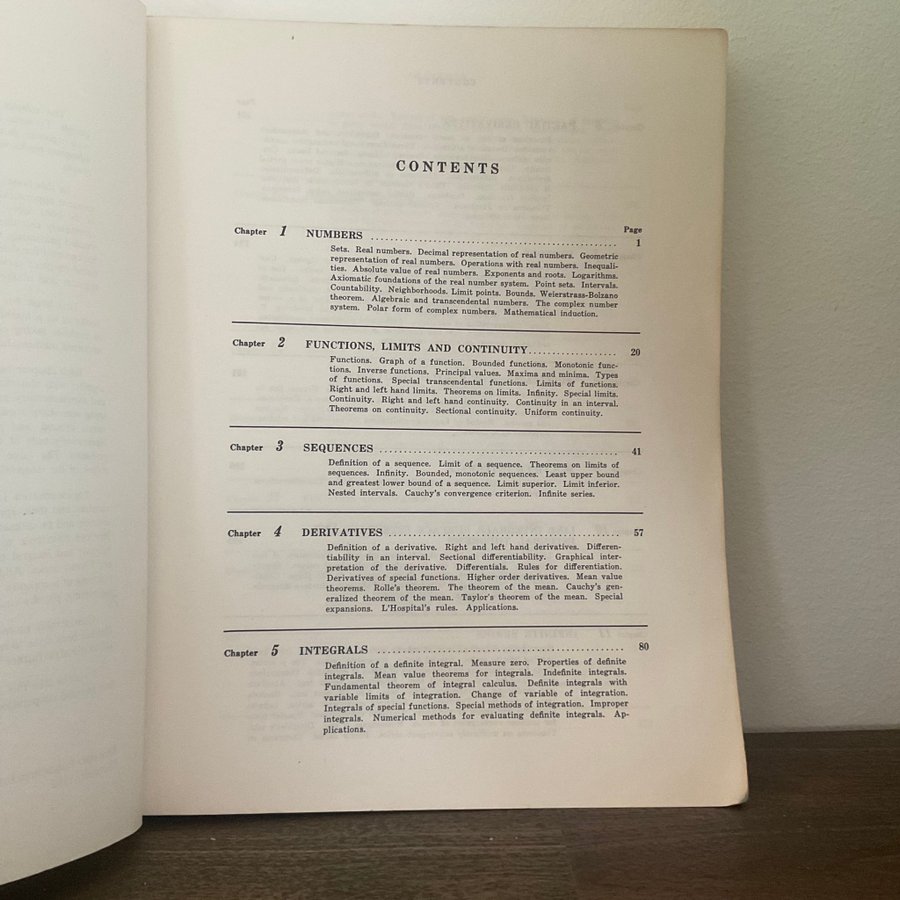 CONTENTS
Page
Chapter 1 NUMBERS .......... 1
Sets. Real numbers. Decimal representation of real numbers. Geometric
representation of real numbers. Operations with real numbers. Inequali-
ties. Absolute value of real numbers. Exponents and roots. Logarithms.
Axiomatic foundations of the real number system. Point sets. Intervals.
Countability. Neighborhoods. Limit points. Bounds. Weierstrass-Bolzano
theorem. Algebraic and transcendental numbers. The complex number
system. Polar form of complex numbers. Mathematical induction.
Chapter 2 FUNCTIONS, LIMITS AND CONTINUITY .......... 20
Functions. Graph of a function. Bounded functions. Monotonic func-
tions. Inverse functions. Principal values. Maxima and minima. Types
of functions. Special transcendental functions. Limits of functions.
Right and left hand limits. Theorems on limits. Infinity. Special limits.
Continuity. Right and left hand continuity. Continuity in an interval.
Theorems on continuity. Sectional continuity. Uniform continuity.
Chapter 3 SEQUENCES .......... 41
Definition of a sequence. Limit of a sequence. Theorems on limits of
sequences. Infinity. Bounded, monotonic sequences. Least upper bound
and greatest lower bound of a sequence. Limit superior. Limit inferior.
Nested intervals. Cauchy's convergence criterion. Infinite series.
Chapter 4 DERIVATIVES .......... 57
Definition of a derivative. Right and left hand derivatives. Differen-
tiability in an interval. Sectional differentiability. Graphical inter-
pretation of the derivative. Differentials. Rules for differentiation.
Derivatives of special functions. Higher order derivatives. Mean value
theorems. Rolle's theorem. The theorem of the mean. Cauchy's gen-
eralized theorem of the mean. Taylor's theorem of the mean. Special
expansions. L'Hospital's rules. Applications.
Chapter 5 INTEGRALS .......... 80
Definition of a definite integral. Measure zero. Properties of definite
integrals. Mean value theorems for integrals. Indefinite integrals.
Fundamental theorem of integral calculus. Definite integrals with
variable limits of integration. Change of variable of integration.
Integrals of special functions. Special methods of integration. Improper
integrals. Numerical methods for evaluating definite integrals. Ap-
plications.